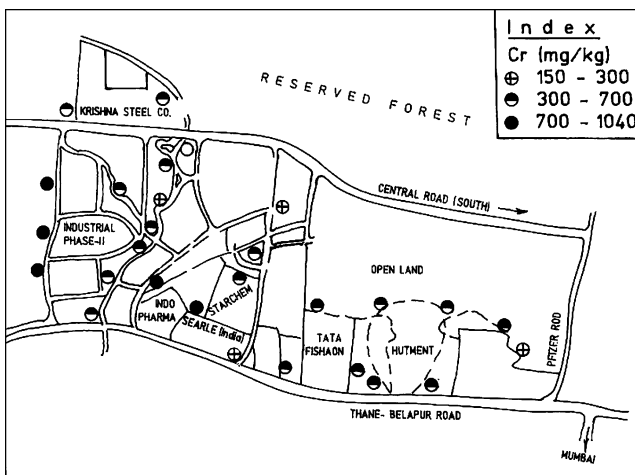 Index
Cr (mg/kg)
150 - 300
300 - 700
700 - 1040
RESERVED FOREST
KRISHNA STEEL CO.
CENTRAL ROAD (SOUTH)
INDUSTRIAL
PHASE-II
OPEN LAND
STARCHEM
INDO
PHARMA
SEARLE (India)
TATA
FISHAON
HUTMENT
PFIZER ROD
THANE- BELAPUR ROAD
MUMBAI